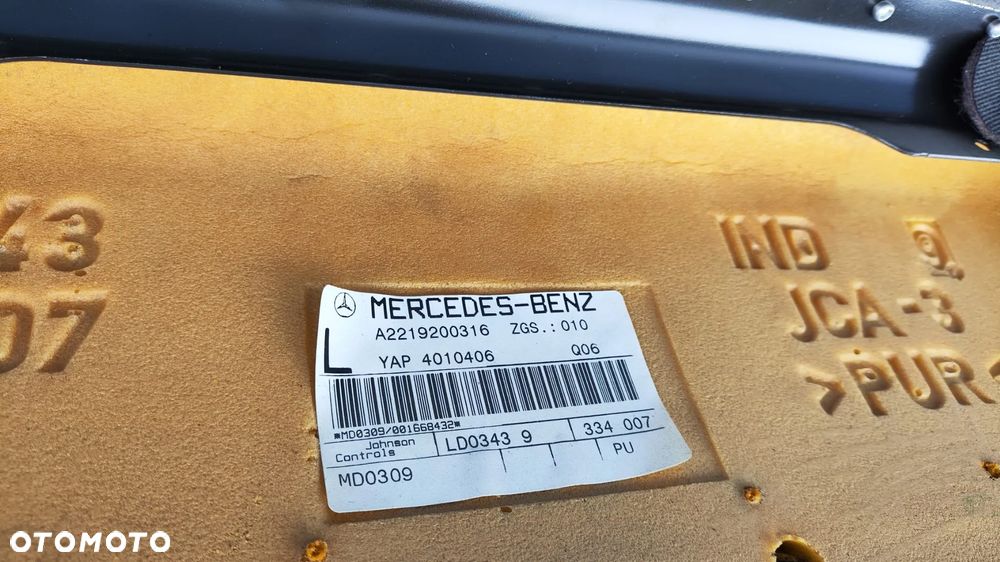 43
07
IND 9
JCA-3
>PUR
MERCEDES-BENZ
A2219200316 ZGS.:010
L
YAP 4010406 Q06
*MD0309/001668432*
Johnson
Controls
LD0343 9
334 007
PU
MD0309
OTOMOTO